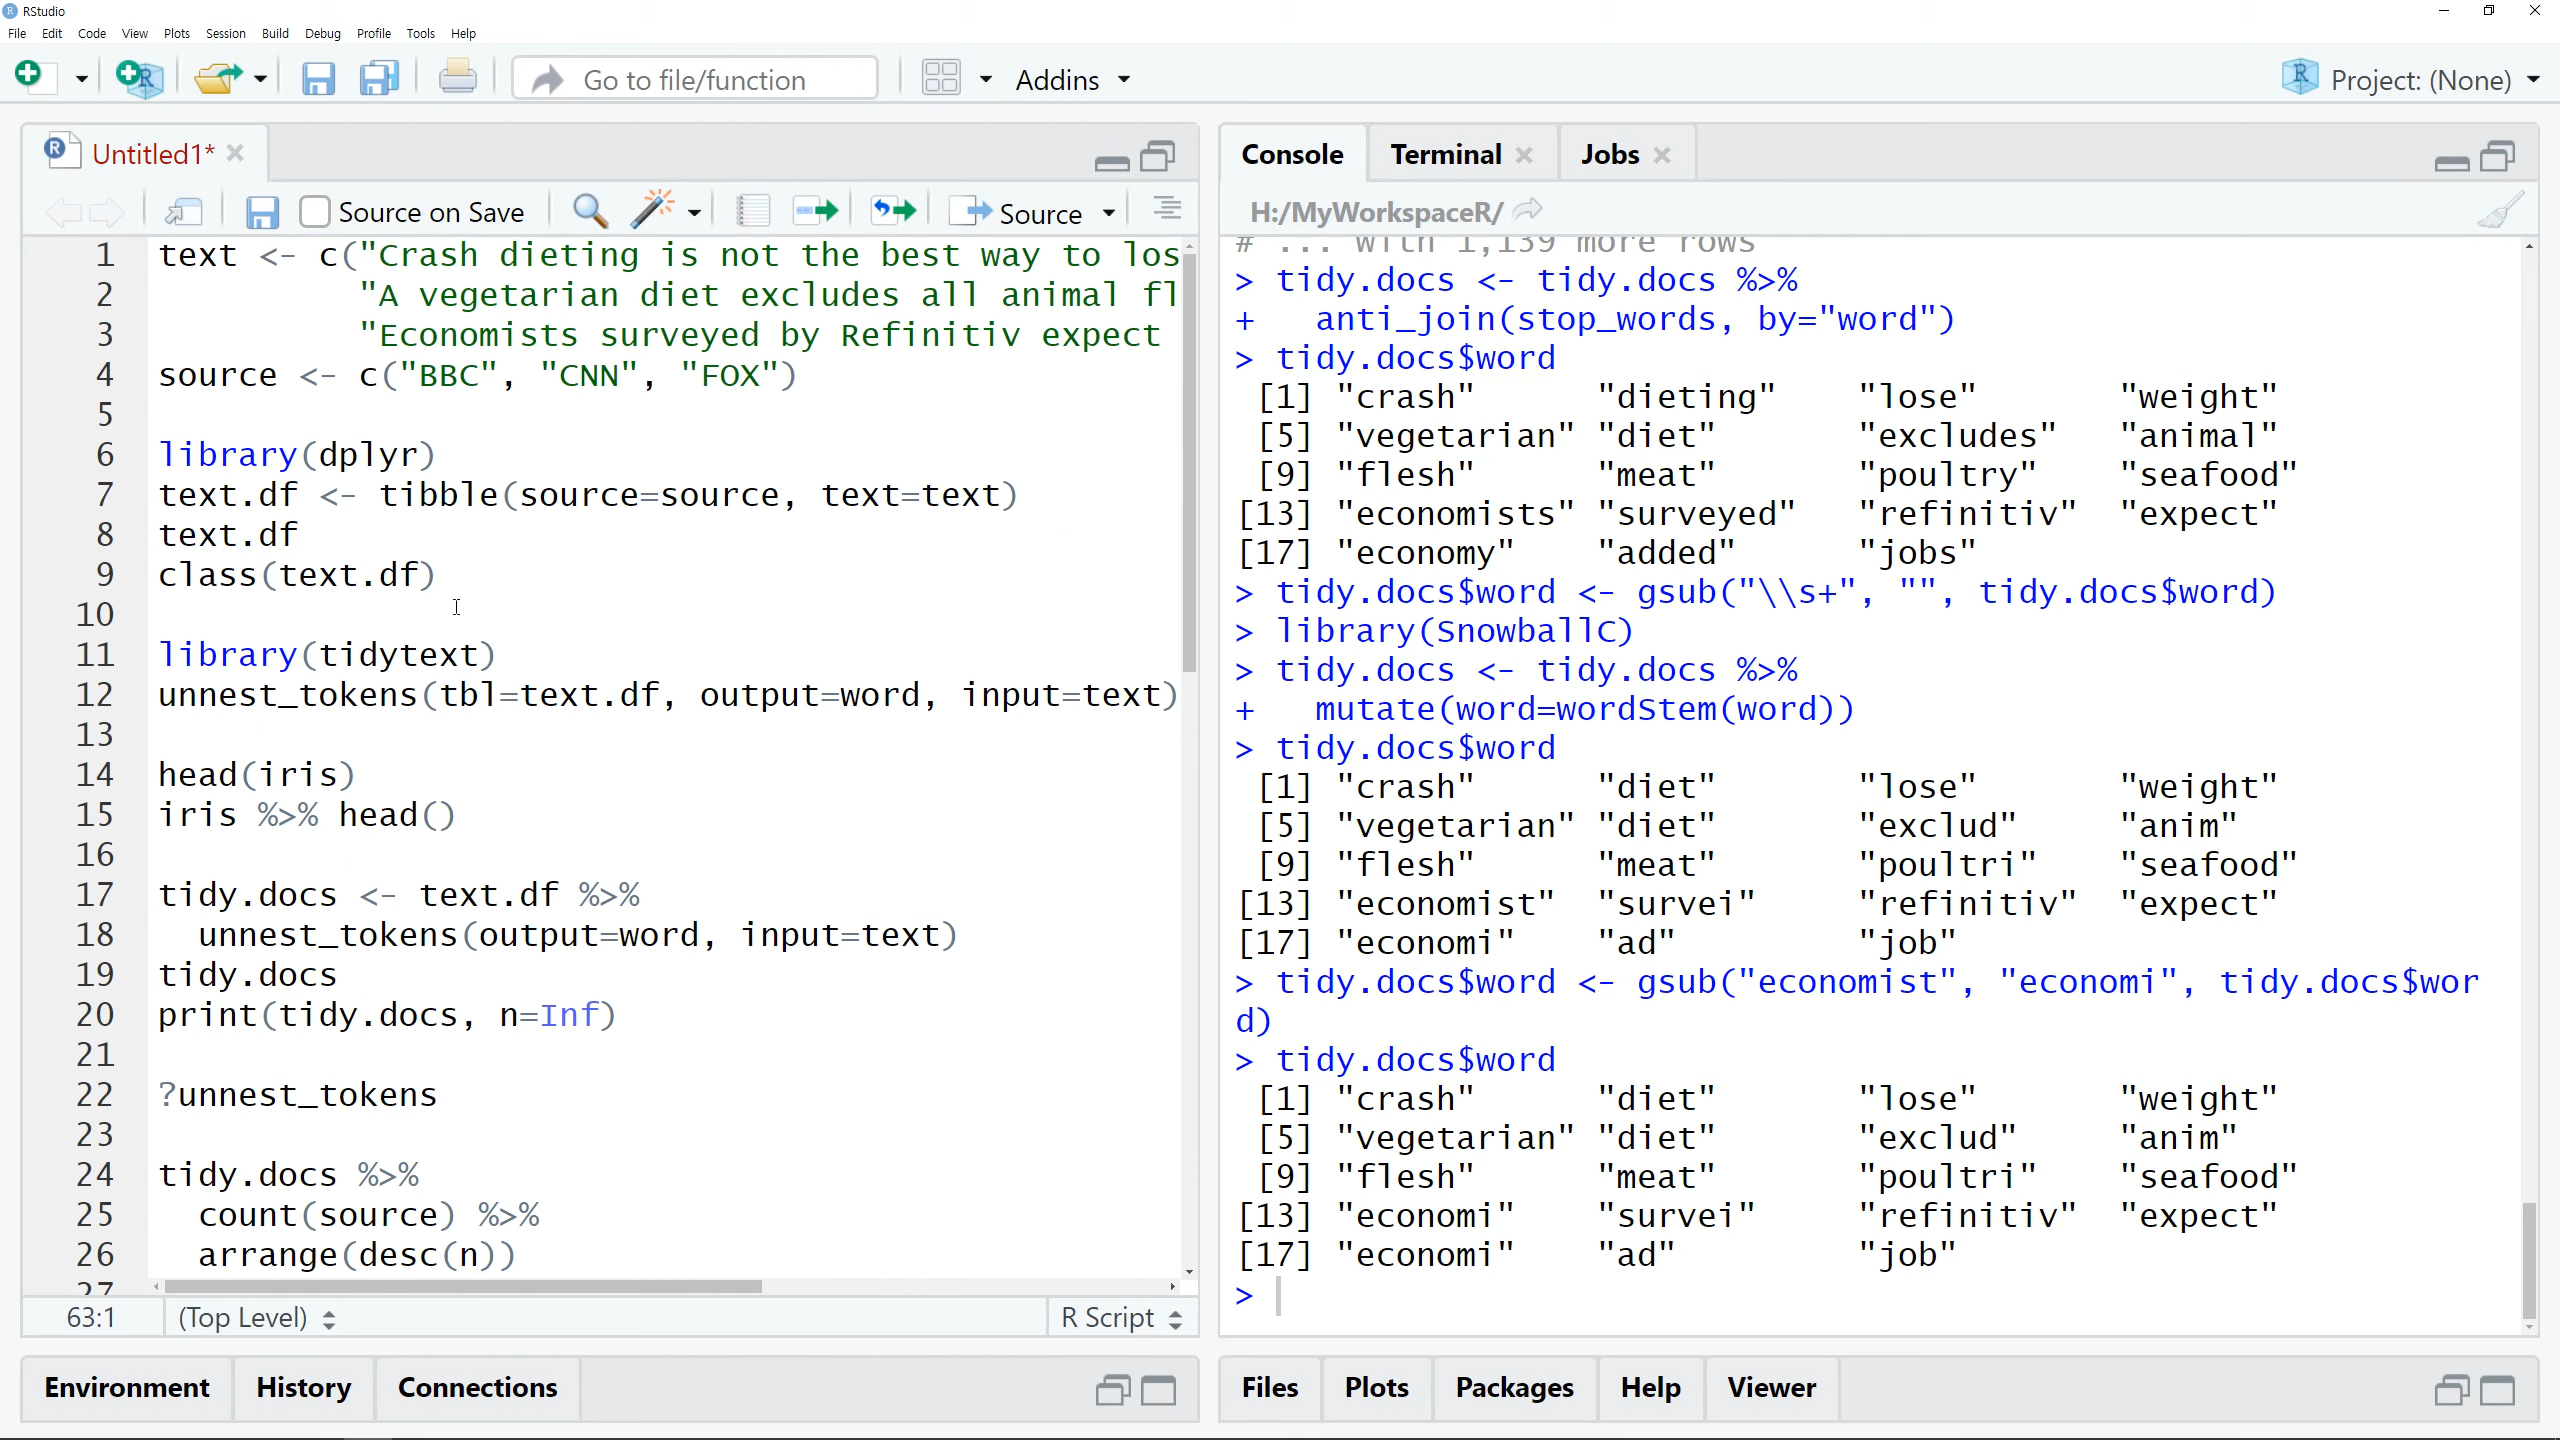 RStudio
File Edit Code View Plots Session Build Debug Profile Tools Help
Go to file/function Addins Project: (None)
Untitled1*
Source on Save Source
1 text <- c("Crash dieting is not the best way to los
2 "A vegetarian diet excludes all animal fl
3 "Economists surveyed by Refinitiv expect
4 source <- c("BBC", "CNN", "FOX")
5
6 library(dplyr)
7 text.df <- tibble(source=source, text=text)
8 text.df
9 class(text.df)
10
11 library(tidytext)
12 unnest_tokens(tbl=text.df, output=word, input=text)
13
14 head(iris)
15 iris %>% head()
16
17 tidy.docs <- text.df %>%
18 unnest_tokens(output=word, input=text)
19 tidy.docs
20 print(tidy.docs, n=Inf)
21
22 ?unnest_tokens
23
24 tidy.docs %>%
25 count(source) %>%
26 arrange(desc(n))
27
63:1 (Top Level) R Script
Environment History Connections
Console Terminal Jobs
H:/MyWorkspaceR/
# ... with 1,139 more rows
> tidy.docs <- tidy.docs %>%
+ anti_join(stop_words, by="word")
> tidy.docs$word
[1] "crash" "dieting" "lose" "weight"
[5] "vegetarian" "diet" "excludes" "animal"
[9] "flesh" "meat" "poultry" "seafood"
[13] "economists" "surveyed" "refinitiv" "expect"
[17] "economy" "added" "jobs"
> tidy.docs$word <- gsub("\\s+", "", tidy.docs$word)
> library(SnowballC)
> tidy.docs <- tidy.docs %>%
+ mutate(word=wordStem(word))
> tidy.docs$word
[1] "crash" "diet" "lose" "weight"
[5] "vegetarian" "diet" "exclud" "anim"
[9] "flesh" "meat" "poultri" "seafood"
[13] "economist" "survei" "refinitiv" "expect"
[17] "economi" "ad" "job"
> tidy.docs$word <- gsub("economist", "economi", tidy.docs$wor
d)
> tidy.docs$word
[1] "crash" "diet" "lose" "weight"
[5] "vegetarian" "diet" "exclud" "anim"
[9] "flesh" "meat" "poultri" "seafood"
[13] "economi" "survei" "refinitiv" "expect"
[17] "economi" "ad" "job"
>
Files Plots Packages Help Viewer